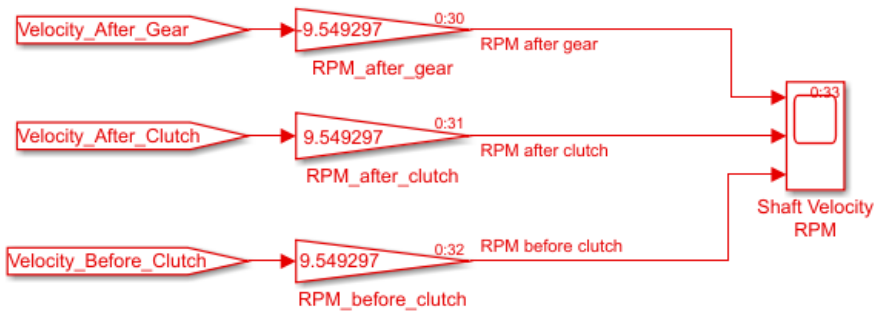 Velocity_After_Gear
-9.549297
0:30
RPM after gear
RPM_after_gear
0:33
Velocity_After_Clutch
9.549297
0:31
RPM after clutch
RPM_after_clutch
Shaft Velocity
RPM
Velocity_Before_Clutch
9.549297
0:32
RPM before clutch
RPM_before_clutch